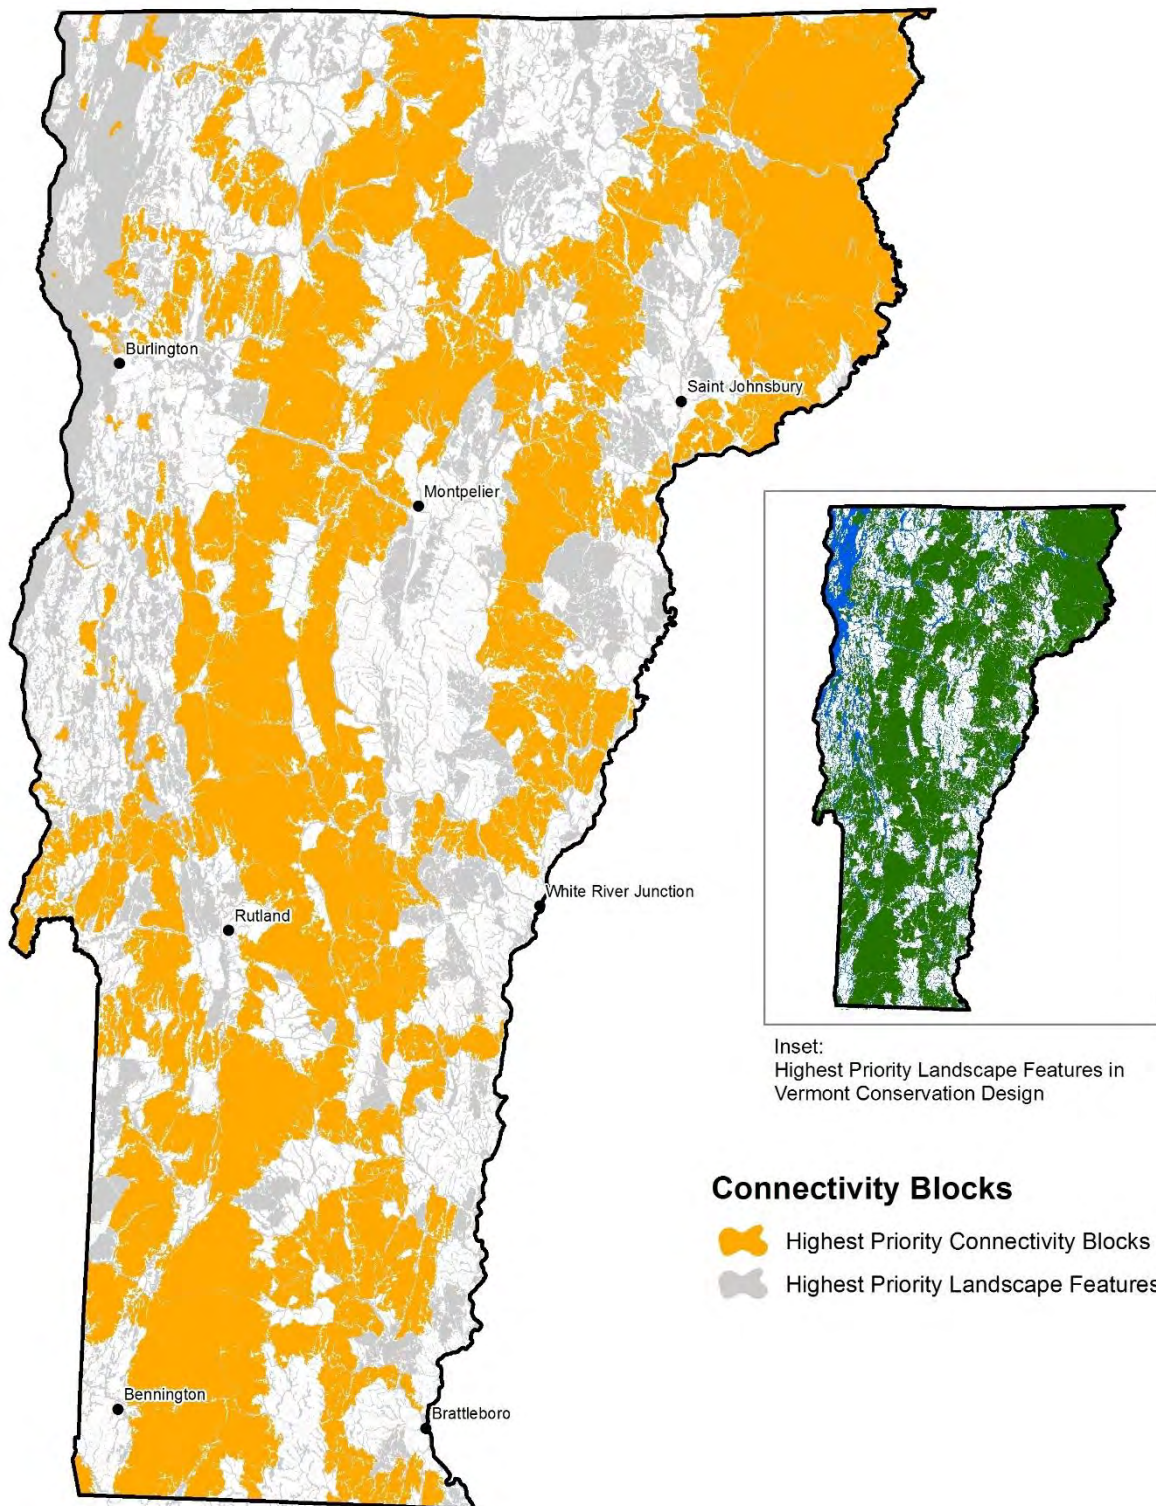 Burlington
Saint Johnsbury
Montpelier
White River Junction
Rutland
Inset:
Highest Priority Landscape Features in
Vermont Conservation Design
Connectivity Blocks
Highest Priority Connectivity Blocks
Highest Priority Landscape Features
Bennington
Brattleboro